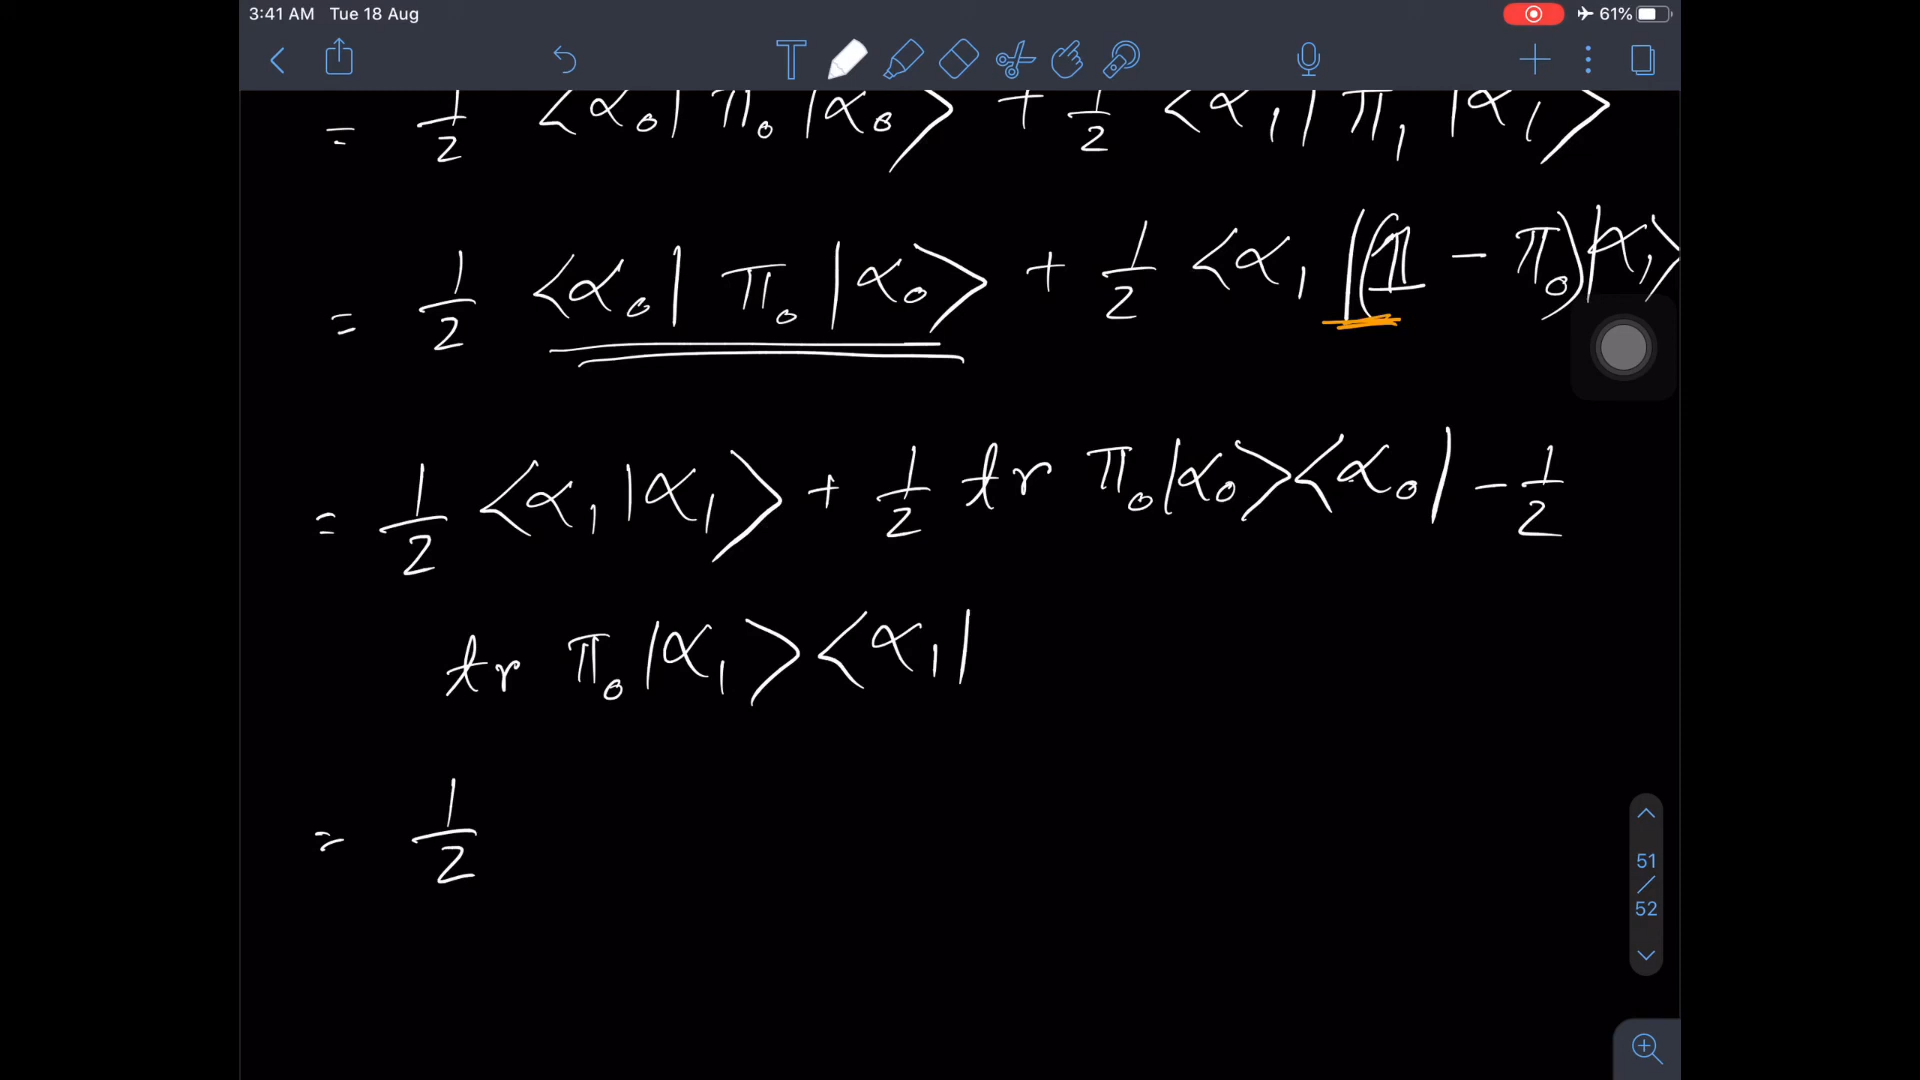 3:41 AM Tue 18 Aug 61%
T
= 1/2 <α₀| π₀ |α₀> + 1/2 <α₁| π₁ |α₁>
= 1/2 <α₀| π₀ |α₀> + 1/2 <α₁|(𝟙 - π₀)|α₁>
= 1/2 <α₁|α₁> + 1/2 tr π₀|α₀><α₀| - 1/2
tr π₀|α₁><α₁|
= 1/2
51
/
52